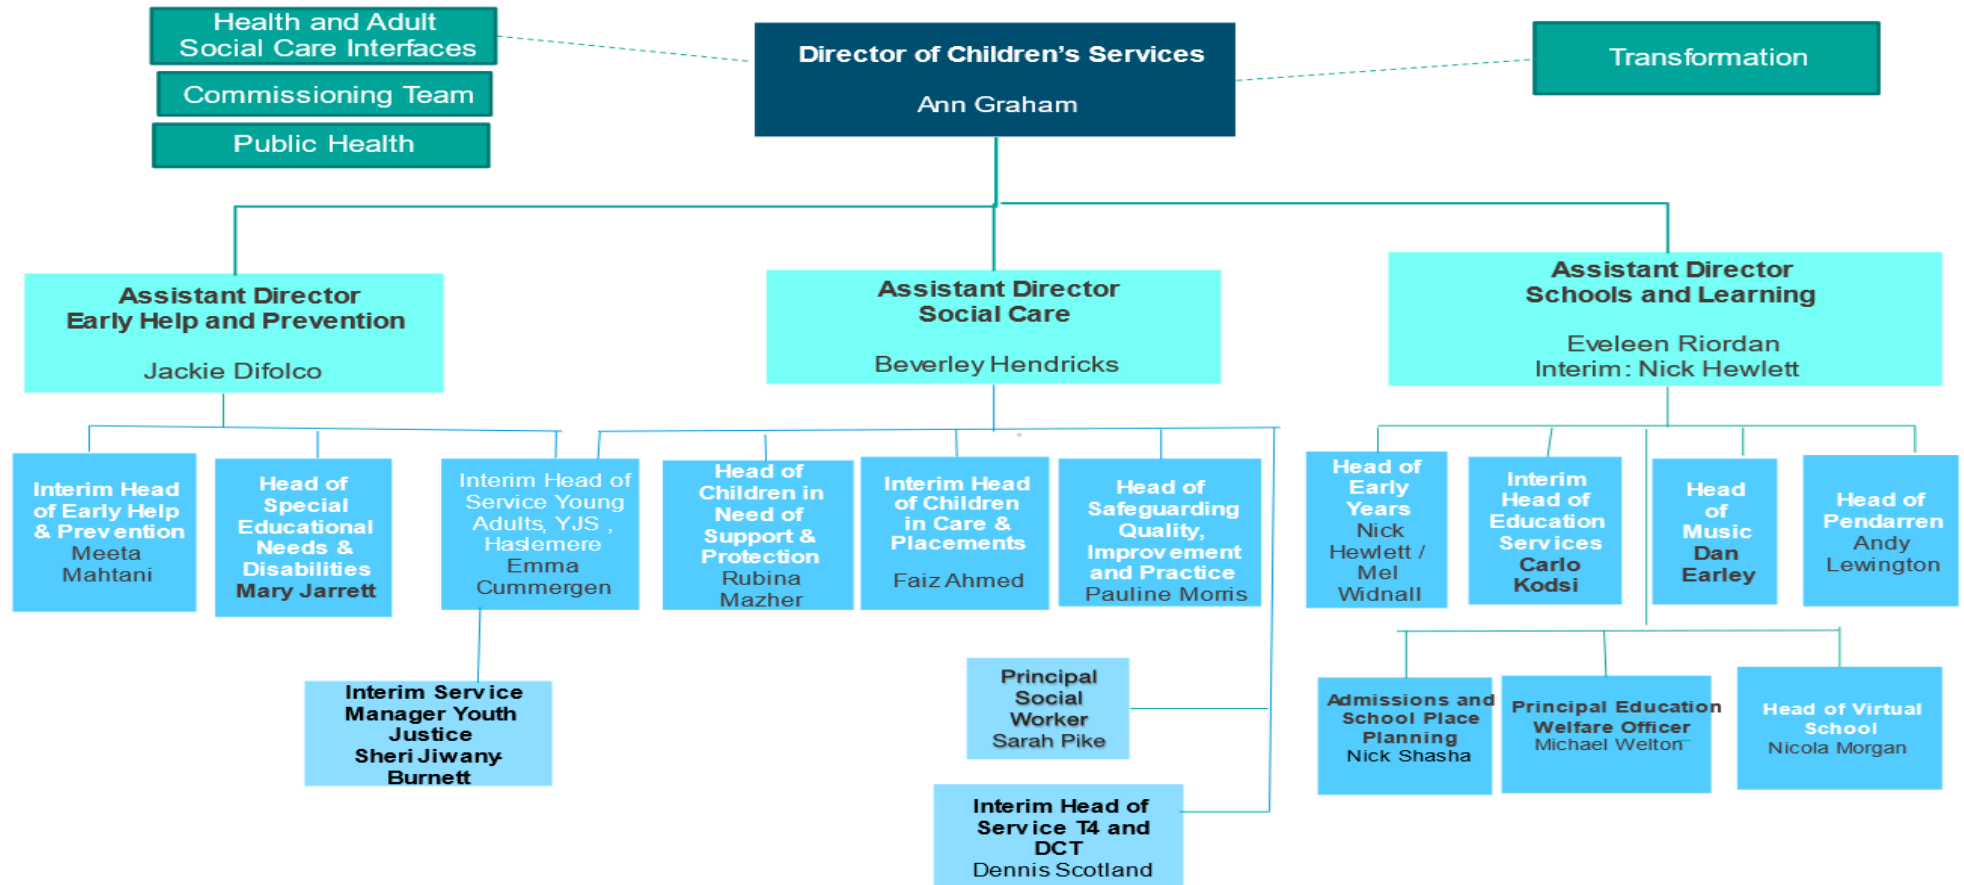 Health and Adult
Social Care Interfaces
Commissioning Team
Public Health
Director of Children's Services
Ann Graham
Transformation
Assistant Director
Early Help and Prevention
Jackie Difolco
Assistant Director
Social Care
Beverley Hendricks
Assistant Director
Schools and Learning
Eveleen Riordan
Interim: Nick Hewlett
Interim Head
of Early Help
& Prevention
Meeta
Mahtani
Head of
Special
Educational
Needs &
Disabilities
Mary Jarrett
Interim Head of
Service Young
Adults, YJS ,
Haslemere
Emma
Cummergen
Head of
Children in
Need of
Support &
Protection
Rubina
Mazher
Interim Head
of Children
in Care &
Placements
Faiz Ahmed
Head of
Safeguarding
Quality,
Improvement
and Practice
Pauline Morris
Head of
Early
Years
Nick
Hewlett /
Mel
Widnall
Interim
Head of
Education
Services
Carlo
Kodsi
Head
of
Music
Dan
Earley
Head of
Pendarren
Andy
Lewington
Interim Service
Manager Youth
Justice
Sheri Jiwany-
Burnett
Principal
Social
Worker
Sarah Pike
Interim Head of
Service T4 and
DCT
Dennis Scotland
Admissions and
School Place
Planning
Nick Shasha
Principal Education
Welfare Officer
Michael Welton
Head of Virtual
School
Nicola Morgan